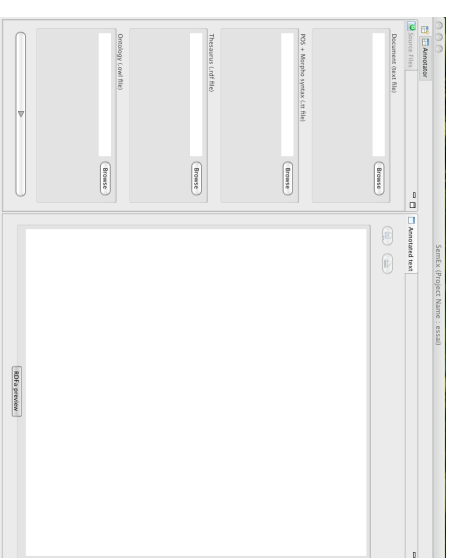 SemEx (Project Name : essai)
Annotator
Source Files
Document (text file)
Browse
POS + Morpho syntax (.tt file)
Browse
Thesaurus (.rdf file)
Browse
Ontology (.owl file)
Browse
Annotated text
RDFa preview